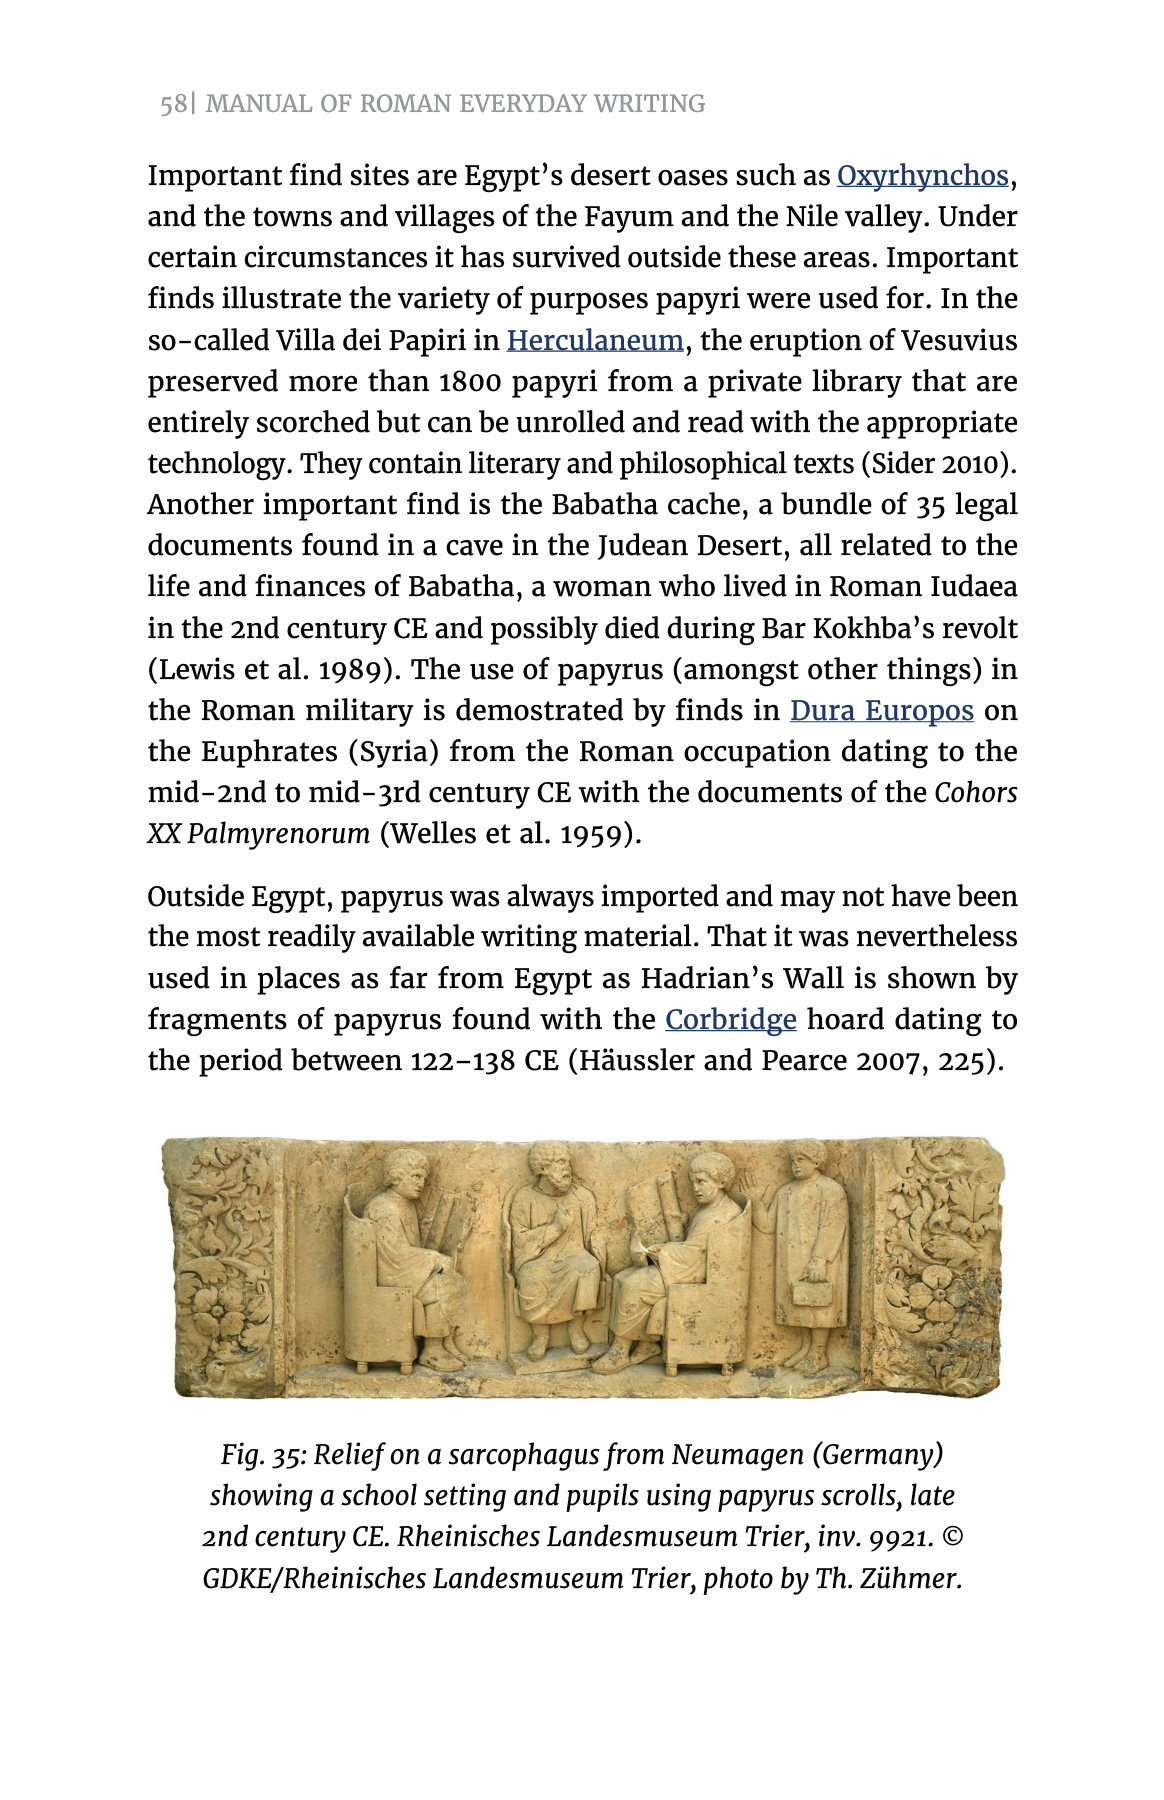 58| MANUAL OF ROMAN EVERYDAY WRITING
Important find sites are Egypt’s desert oases such as Oxyrhynchos,
and the towns and villages of the Fayum and the Nile valley. Under
certain circumstances it has survived outside these areas. Important
finds illustrate the variety of purposes papyri were used for. In the
so-called Villa dei Papiri in Herculaneum, the eruption of Vesuvius
preserved more than 1800 papyri from a private library that are
entirely scorched but can be unrolled and read with the appropriate
technology. They contain literary and philosophical texts (Sider 2010).
Another important find is the Babatha cache, a bundle of 35 legal
documents found in a cave in the Judean Desert, all related to the
life and finances of Babatha, a woman who lived in Roman Iudaea
in the 2nd century CE and possibly died during Bar Kokhba’s revolt
(Lewis et al. 1989). The use of papyrus (amongst other things) in
the Roman military is demostrated by finds in Dura Europos on
the Euphrates (Syria) from the Roman occupation dating to the
mid-2nd to mid-3rd century CE with the documents of the Cohors
XX Palmyrenorum (Welles et al. 1959).
Outside Egypt, papyrus was always imported and may not have been
the most readily available writing material. That it was nevertheless
used in places as far from Egypt as Hadrian’s Wall is shown by
fragments of papyrus found with the Corbridge hoard dating to
the period between 122–138 CE (Häussler and Pearce 2007, 225).
Fig. 35: Relief on a sarcophagus from Neumagen (Germany)
showing a school setting and pupils using papyrus scrolls, late
2nd century CE. Rheinisches Landesmuseum Trier, inv. 9921. ©
GDKE/Rheinisches Landesmuseum Trier, photo by Th. Zühmer.